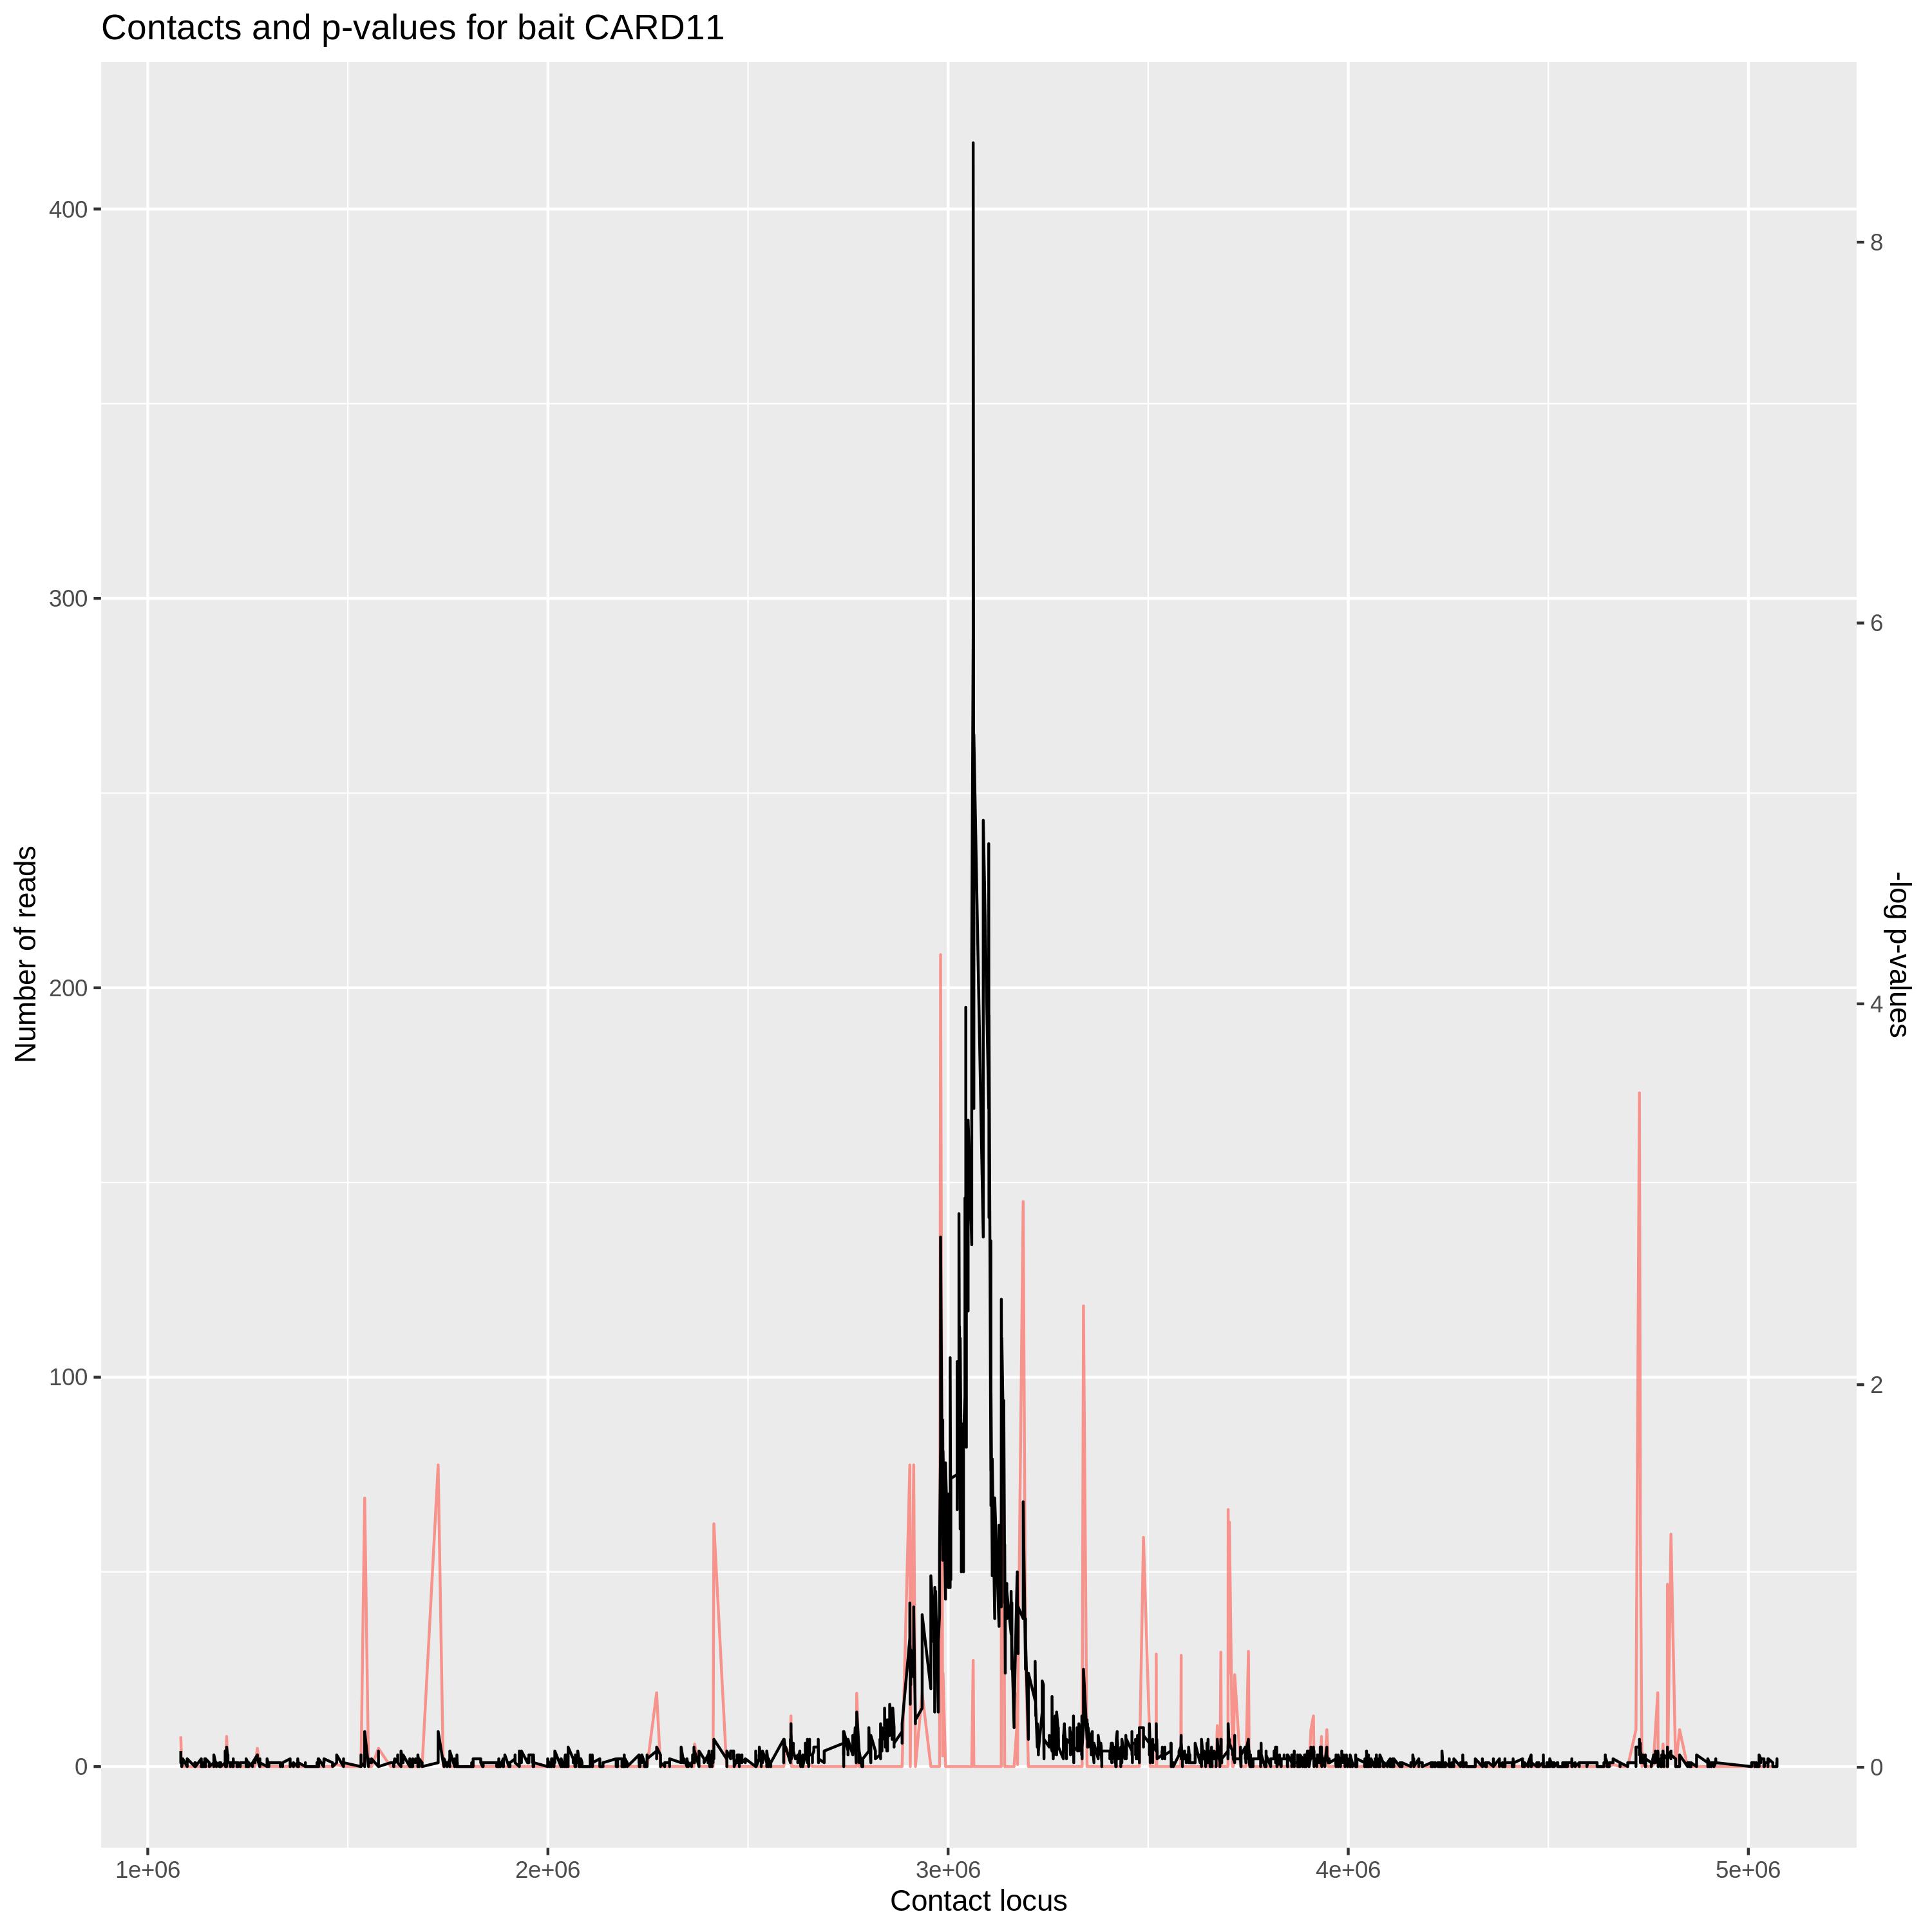 Contacts and p-values for bait CARD11
400
300
200
100
0
Number of reads
8
6
4
2
0
-log p-values
1e+06
2e+06
3e+06
4e+06
5e+06
Contact locus